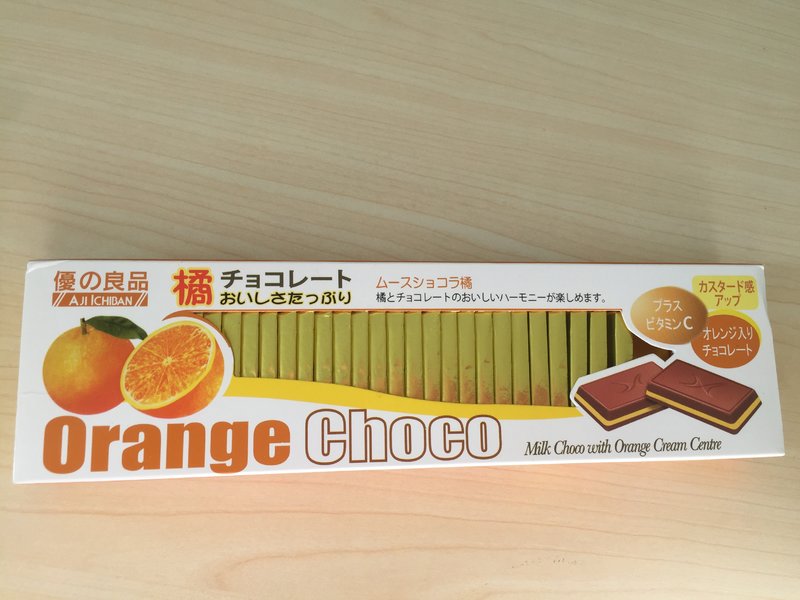 優の良品
AJI ICHIBAN
橘
チョコレート
おいしさたっぷり
ムースショコラ橘
橘とチョコレートのおいしいハーモニーが楽しめます。
プラス
ビタミンC
カスタード感
アップ
オレンジ入り
チョコレート
Orange Choco
Milk Choco with Orange Cream Centre